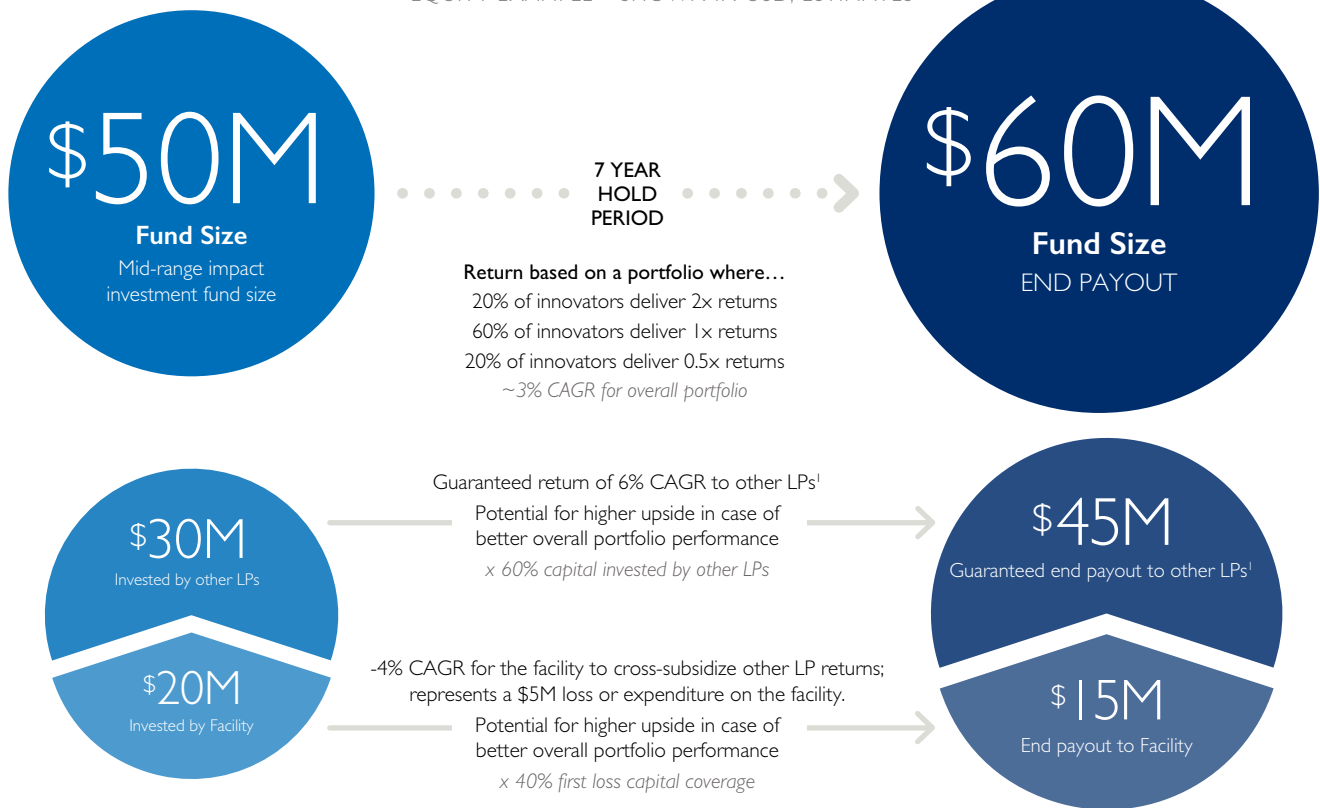 $50M
Fund Size
Mid-range impact
investment fund size
7 YEAR
HOLD
PERIOD
Return based on a portfolio where…
20% of innovators deliver 2x returns
60% of innovators deliver 1x returns
20% of innovators deliver 0.5x returns
~3% CAGR for overall portfolio
$60M
Fund Size
END PAYOUT
$30M
Invested by other LPs
Guaranteed return of 6% CAGR to other LPs¹
Potential for higher upside in case of
better overall portfolio performance
x 60% capital invested by other LPs
$45M
Guaranteed end payout to other LPs¹
$20M
Invested by Facility
-4% CAGR for the facility to cross-subsidize other LP returns;
represents a $5M loss or expenditure on the facility.
Potential for higher upside in case of
better overall portfolio performance
x 40% first loss capital coverage
$15M
End payout to Facility